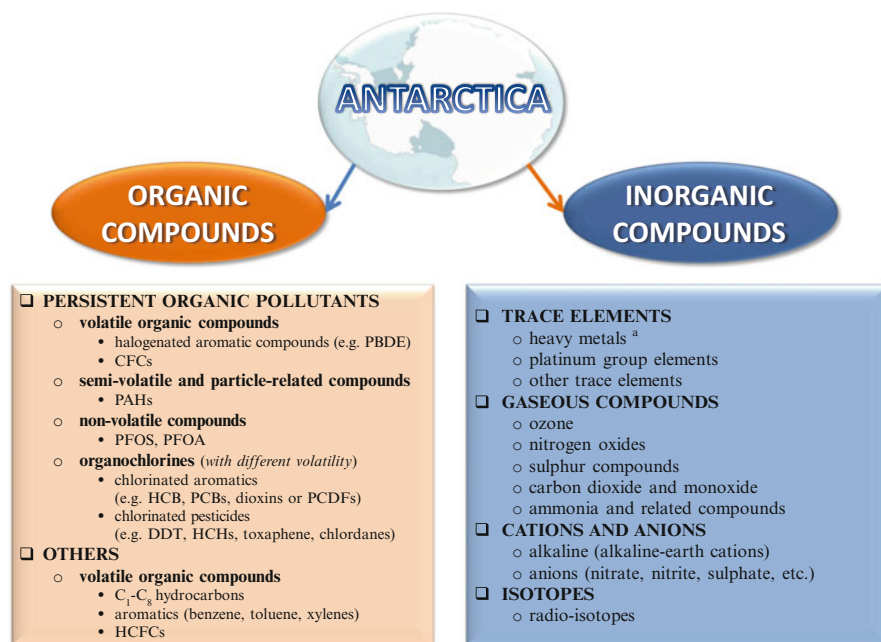 ANTARCTICA
ORGANIC
COMPOUNDS
INORGANIC
COMPOUNDS
❑ PERSISTENT ORGANIC POLLUTANTS
o volatile organic compounds
• halogenated aromatic compounds (e.g. PBDE)
• CFCs
o semi-volatile and particle-related compounds
• PAHs
o non-volatile compounds
• PFOS, PFOA
o organochlorines (with different volatility)
• chlorinated aromatics
(e.g. HCB, PCBs, dioxins or PCDFs)
• chlorinated pesticides
(e.g. DDT, HCHs, toxaphene, chlordanes)
❑ OTHERS
o volatile organic compounds
• C₁-C₈ hydrocarbons
• aromatics (benzene, toluene, xylenes)
• HCFCs
❑ TRACE ELEMENTS
o heavy metals ᵃ
o platinum group elements
o other trace elements
❑ GASEOUS COMPOUNDS
o ozone
o nitrogen oxides
o sulphur compounds
o carbon dioxide and monoxide
o ammonia and related compounds
❑ CATIONS AND ANIONS
o alkaline (alkaline-earth cations)
o anions (nitrate, nitrite, sulphate, etc.)
❑ ISOTOPES
o radio-isotopes